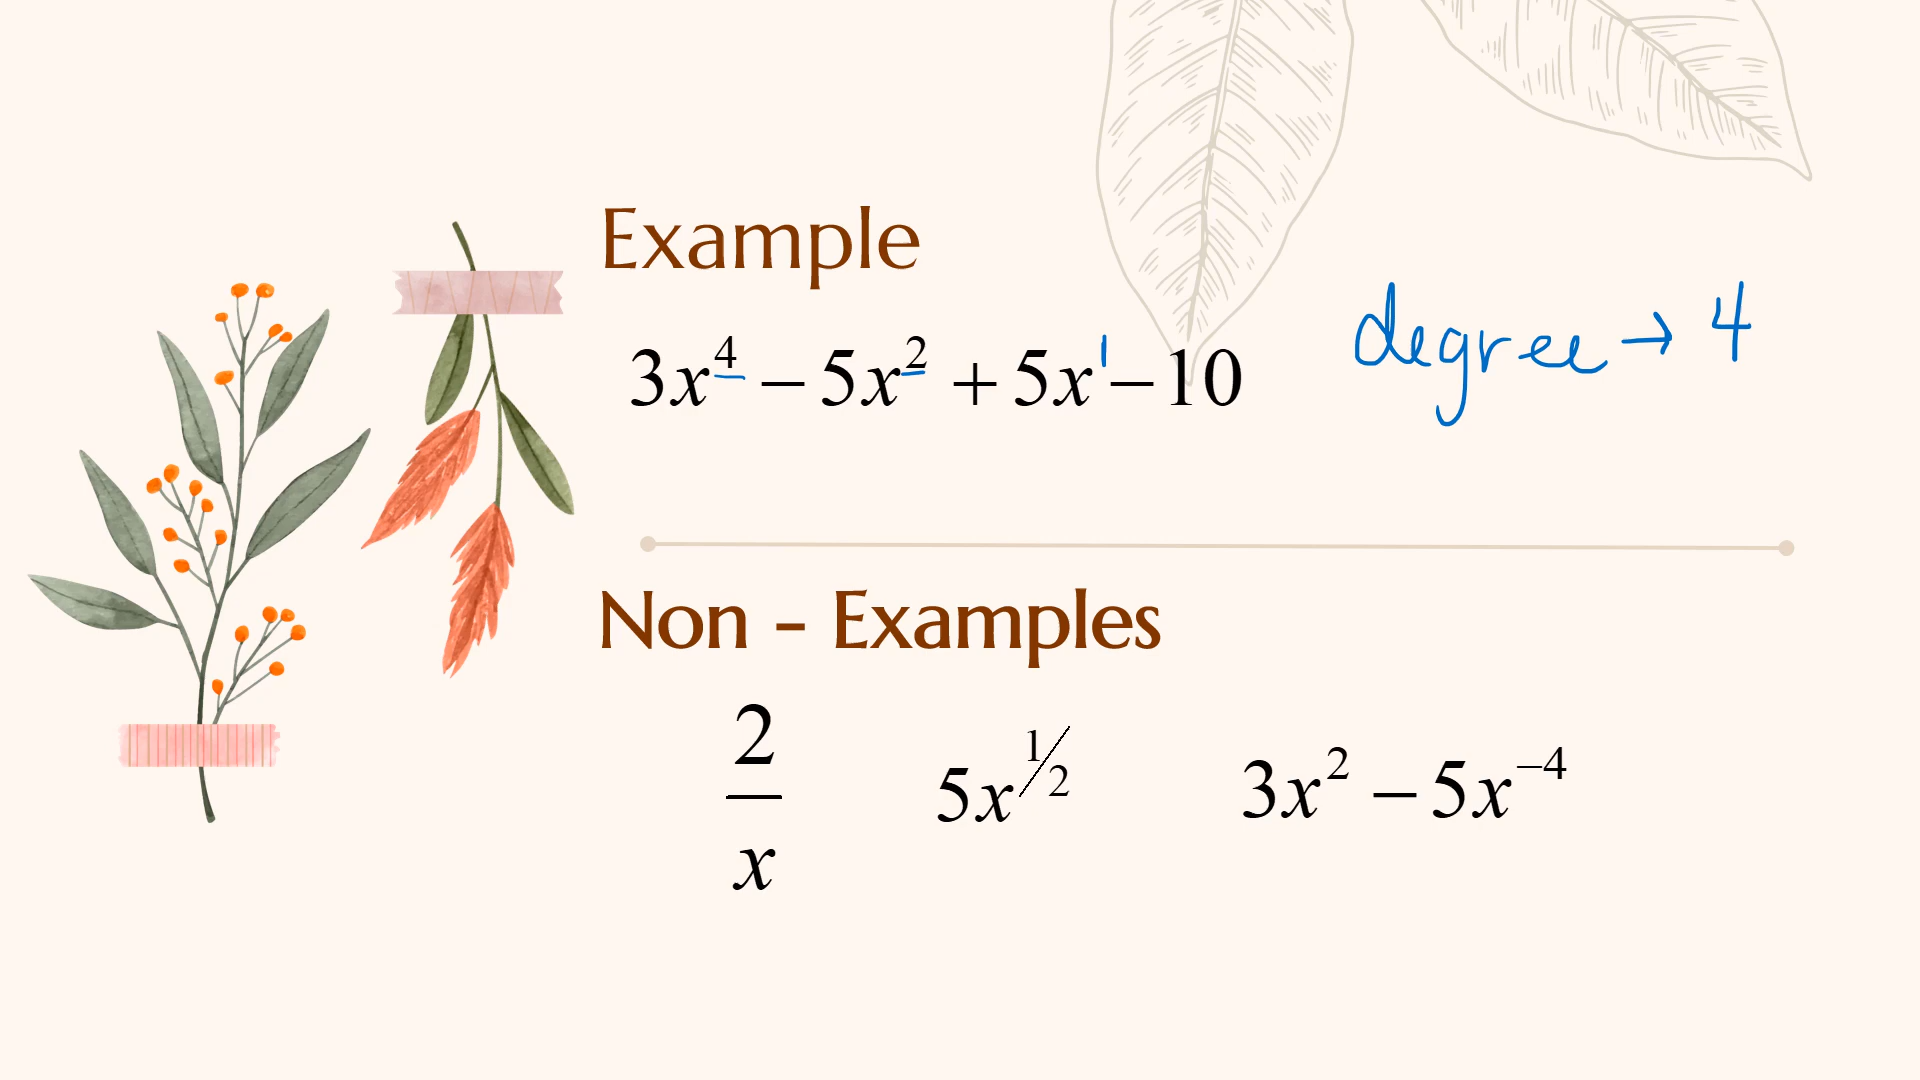 Example
3x⁴ − 5x² + 5x¹ − 10
degree → 4
Non - Examples
2/x
5x^1/2
3x² − 5x⁻⁴